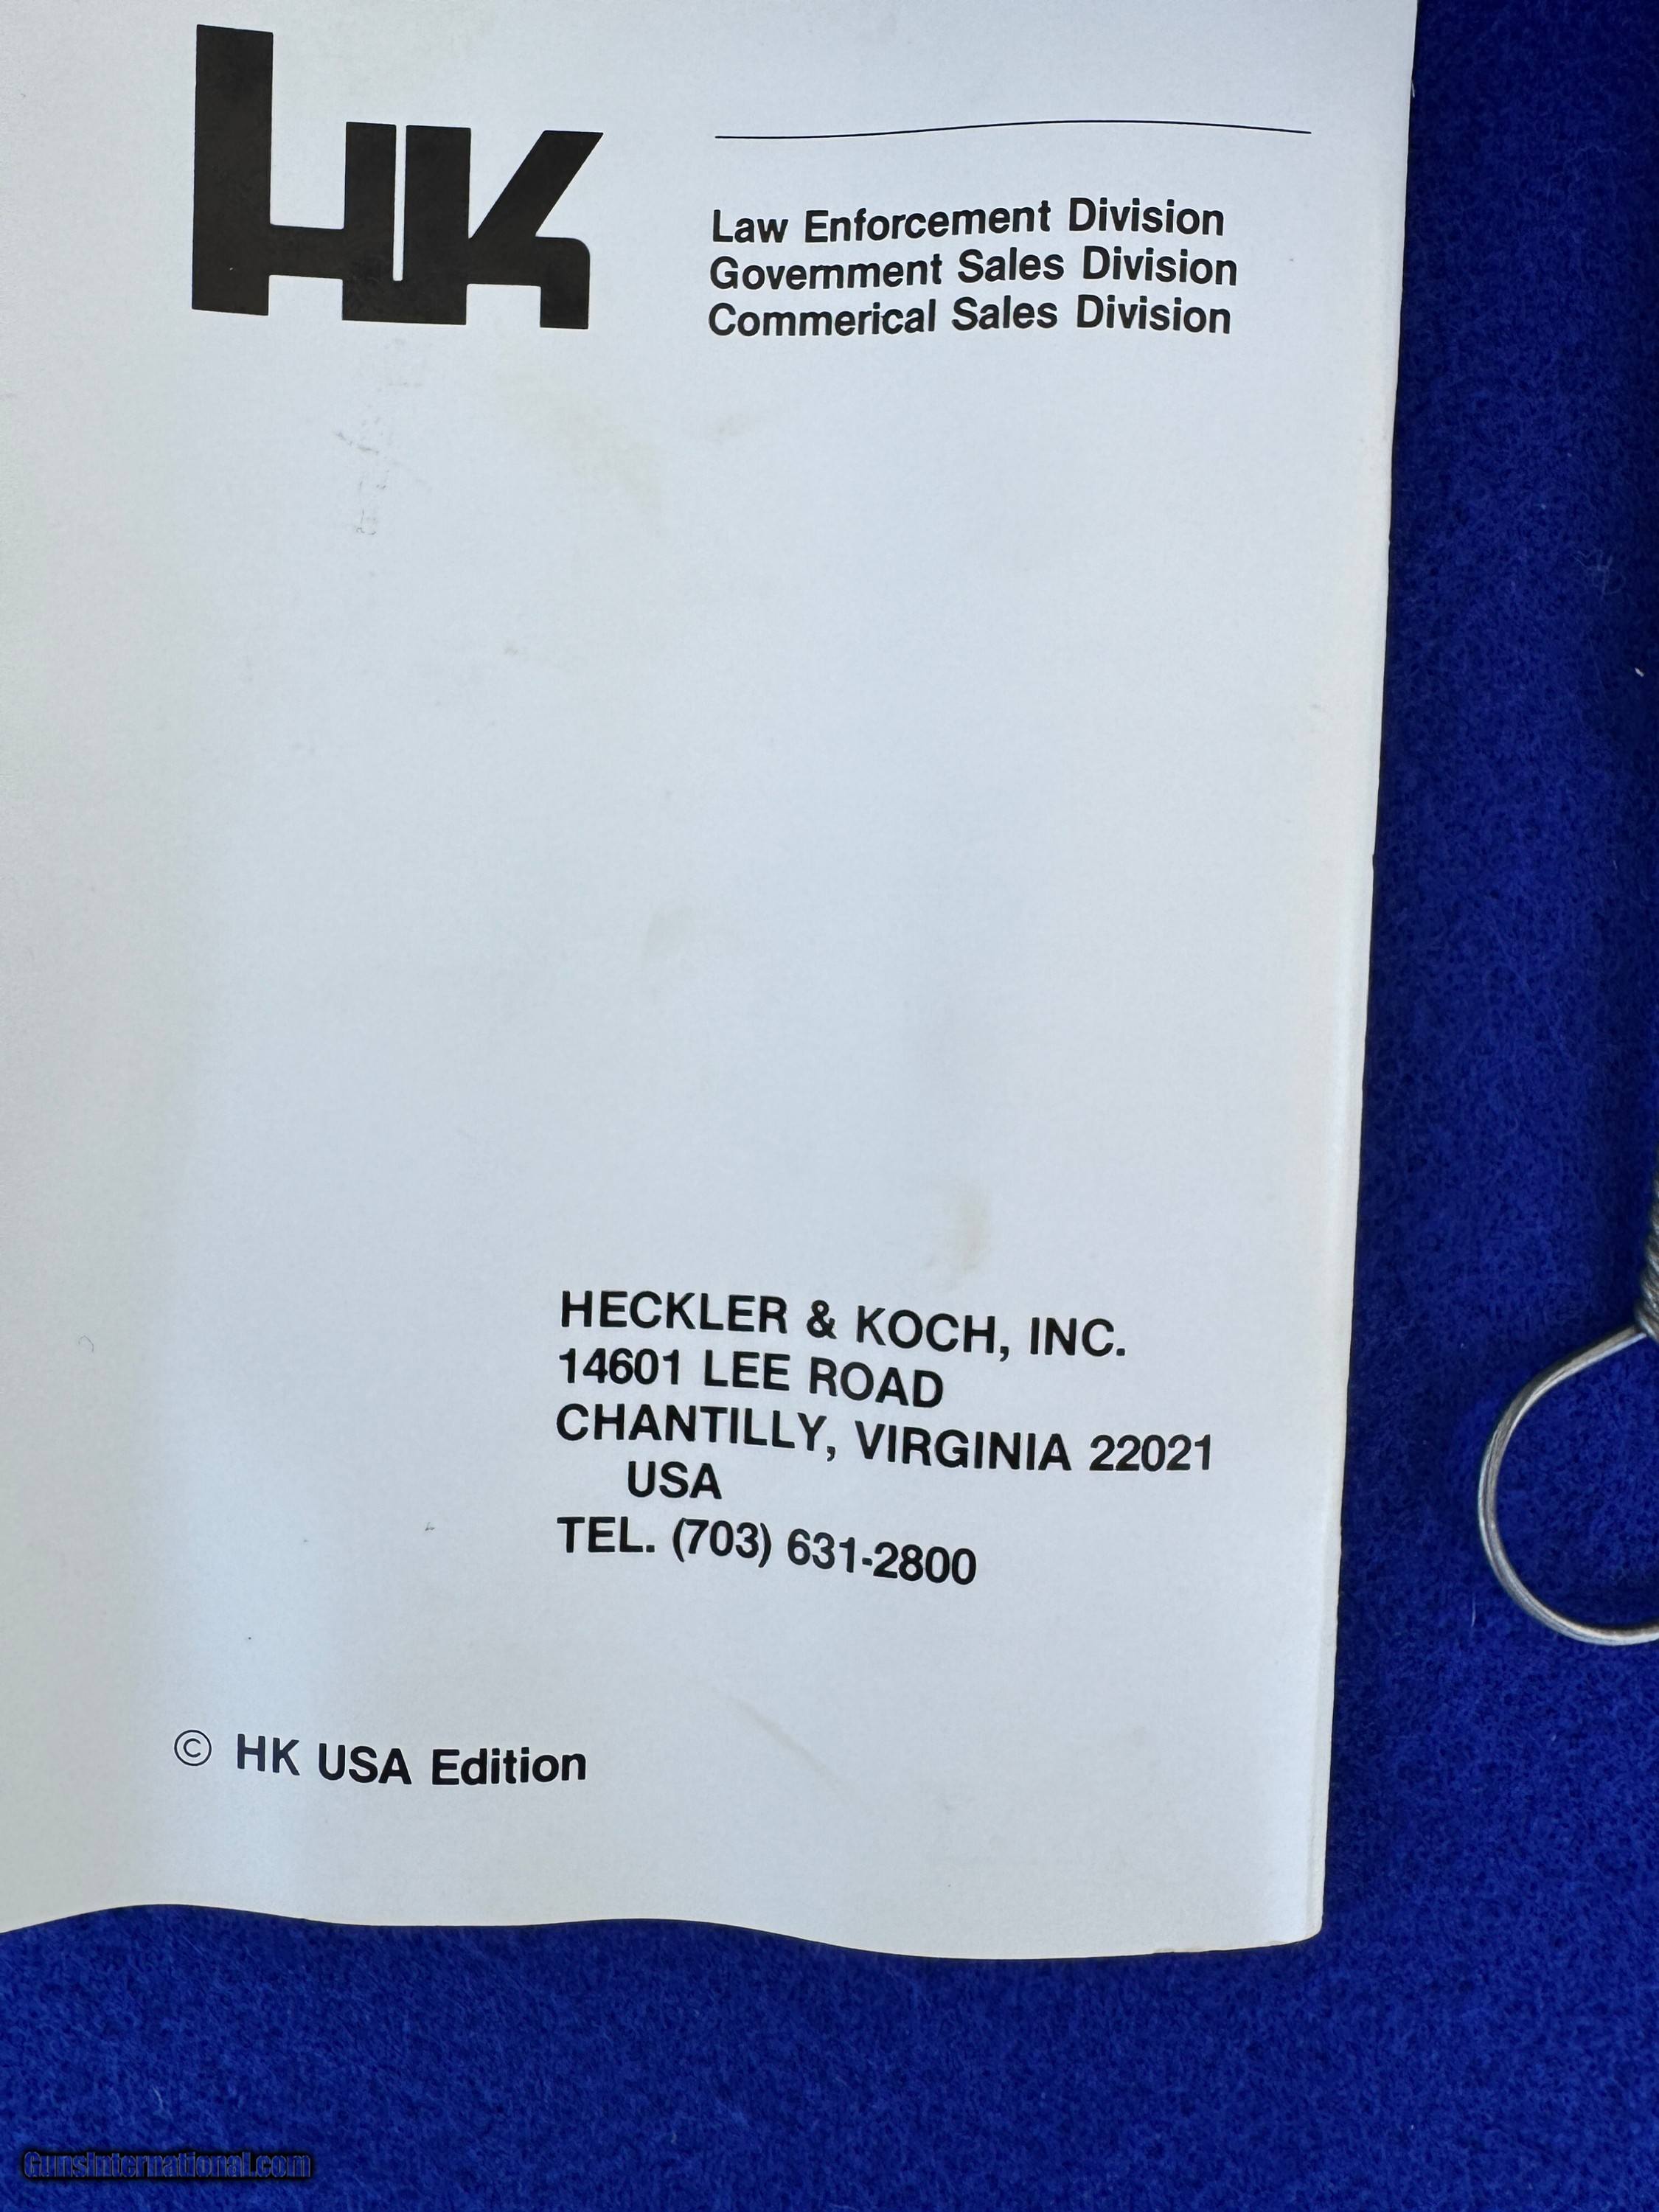 HK
Law Enforcement Division
Government Sales Division
Commerical Sales Division
HECKLER & KOCH, INC.
14601 LEE ROAD
CHANTILLY, VIRGINIA 22021
USA
TEL. (703) 631-2800
© HK USA Edition
GunsInternational.com